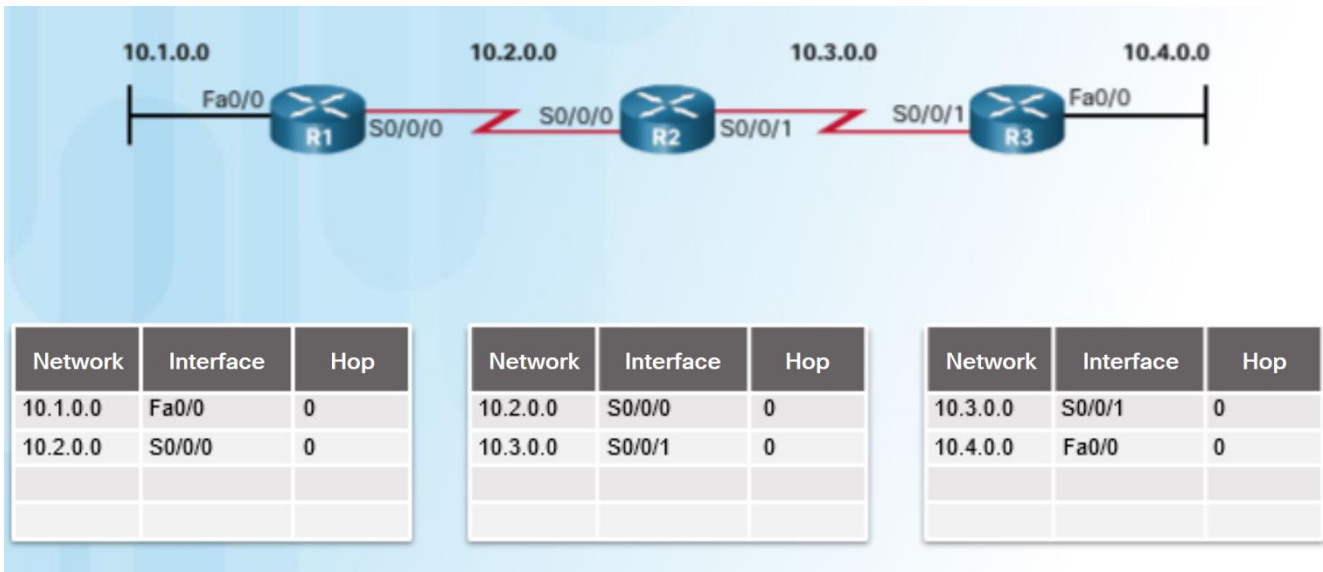 10.1.0.0 10.2.0.0 10.3.0.0 10.4.0.0
Fa0/0 R1 S0/0/0 S0/0/0 R2 S0/0/1 S0/0/1 R3 Fa0/0
Network Interface Hop
10.1.0.0 Fa0/0 0
10.2.0.0 S0/0/0 0
Network Interface Hop
10.2.0.0 S0/0/0 0
10.3.0.0 S0/0/1 0
Network Interface Hop
10.3.0.0 S0/0/1 0
10.4.0.0 Fa0/0 0